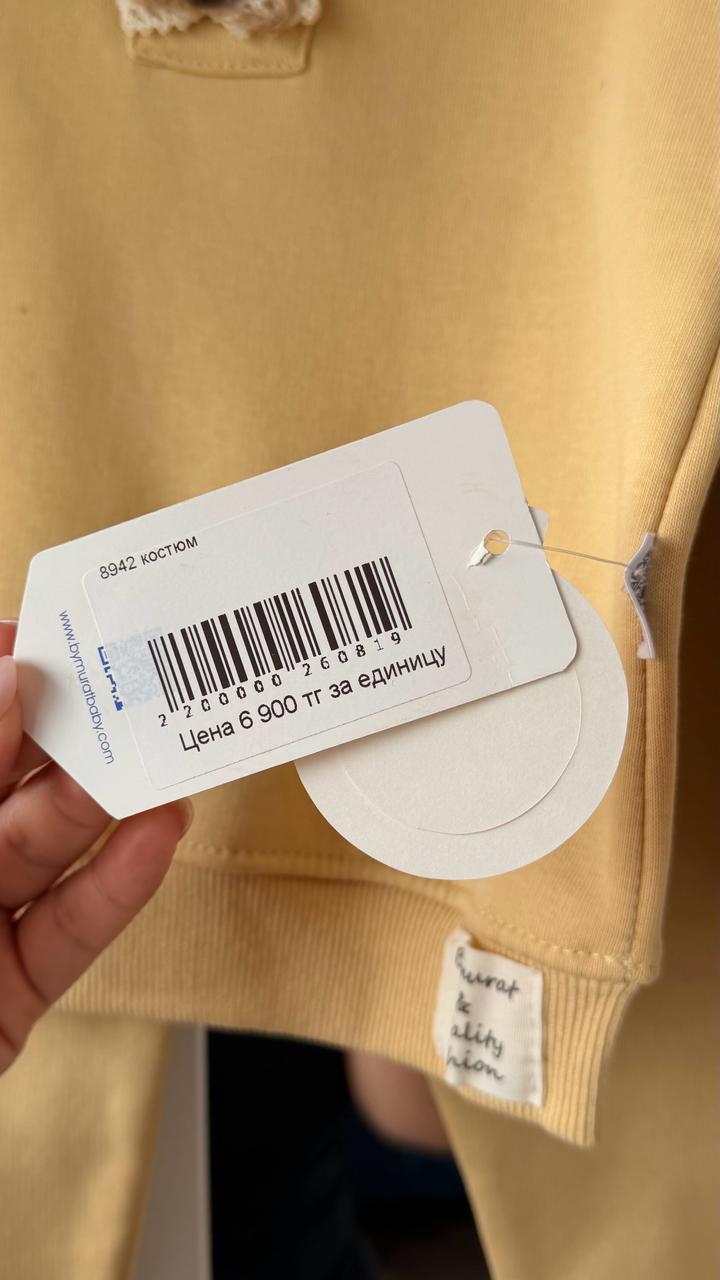 8942 костюм
2 200000 260819
Цена 6 900 тг за единицу
www.bymuratbaby.com
&